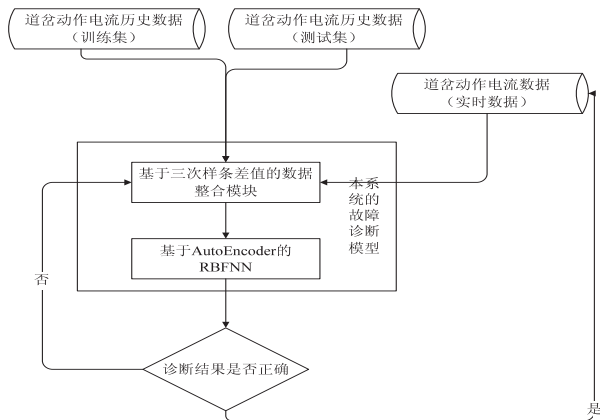 道岔动作电流历史数据
（训练集）
道岔动作电流历史数据
（测试集）
道岔动作电流数据
（实时数据）
基于三次样条差值的数据
整合模块
本系
统的
故障
诊断
模型
基于AutoEncoder的
RBFNN
否
诊断结果是否正确
是